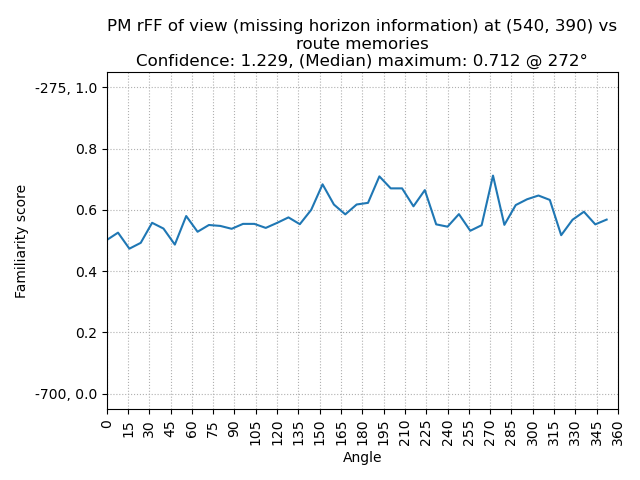 PM rFF of view (missing horizon information) at (540, 390) vs
route memories
Confidence: 1.229, (Median) maximum: 0.712 @ 272°
-275, 1.0
0.8
0.6
0.4
0.2
-700, 0.0
Familiarity score
0 15 30 45 60 75 90 105 120 135 150 165 180 195 210 225 240 255 270 285 300 315 330 345 360
Angle